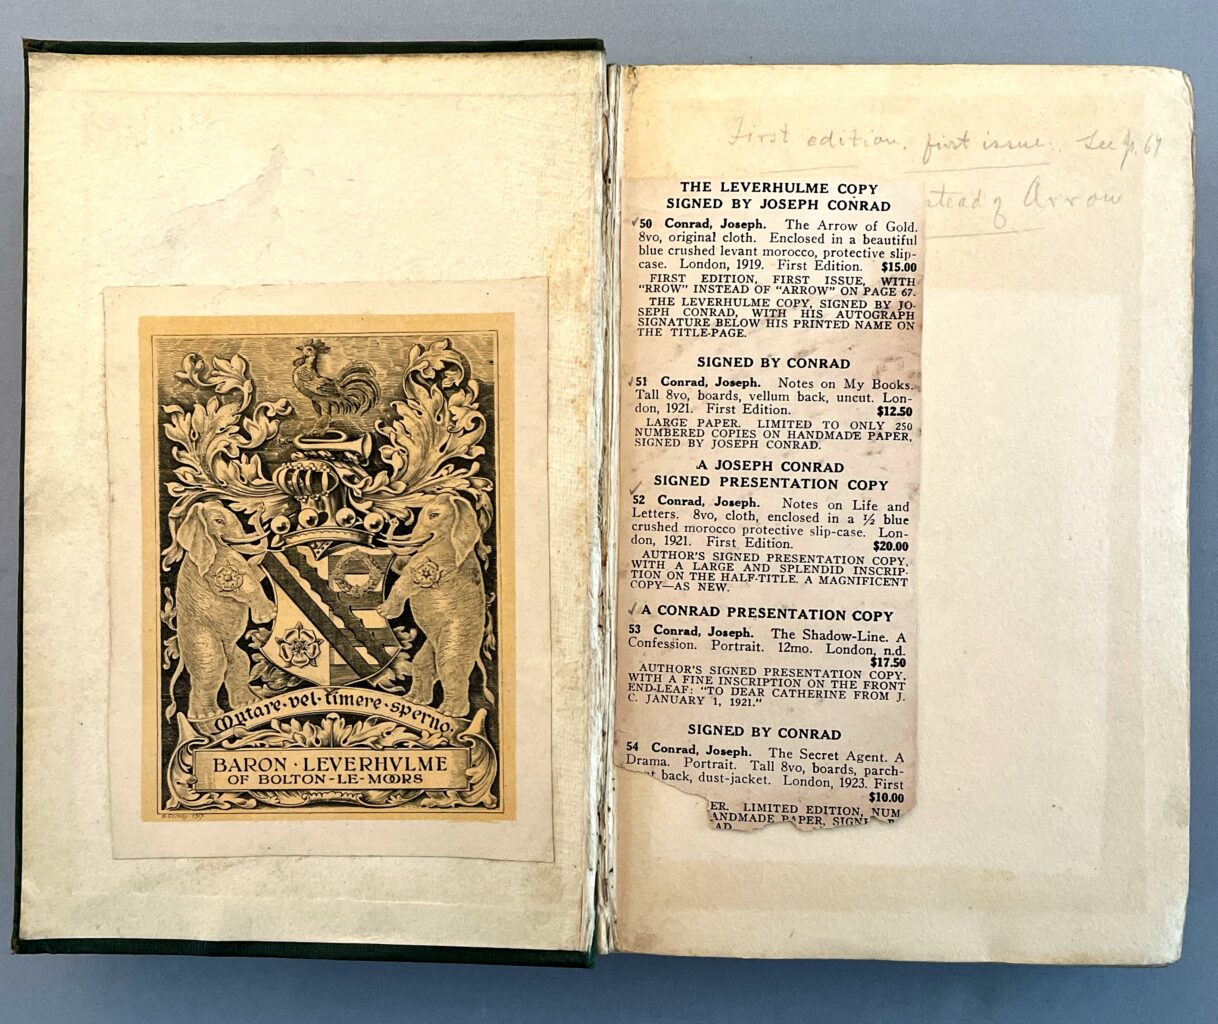 Mutare·vel·timere·sperno
BARON·LEVERHVLME
OF BOLTON-LE-MOORS
First edition, first issue. See p. 67
stead of Arrow
THE LEVERHULME COPY
SIGNED BY JOSEPH CONRAD
50 Conrad, Joseph. The Arrow of Gold.
8vo, original cloth. Enclosed in a beautiful
blue crushed levant morocco, protective slip-
case. London, 1919. First Edition. $15.00
FIRST EDITION, FIRST ISSUE, WITH
"RROW" INSTEAD OF "ARROW" ON PAGE 67.
THE LEVERHULME COPY, SIGNED BY JO-
SEPH CONRAD, WITH HIS AUTOGRAPH
SIGNATURE BELOW HIS PRINTED NAME ON
THE TITLE-PAGE.
SIGNED BY CONRAD
51 Conrad, Joseph. Notes on My Books.
Tall 8vo, boards, vellum back, uncut. Lon-
don, 1921. First Edition. $12.50
LARGE PAPER. LIMITED TO ONLY 250
NUMBERED COPIES ON HANDMADE PAPER,
SIGNED BY JOSEPH CONRAD.
A JOSEPH CONRAD
SIGNED PRESENTATION COPY
52 Conrad, Joseph. Notes on Life and
Letters. 8vo, cloth, enclosed in a ½ blue
crushed morocco protective slip-case. Lon-
don, 1921. First Edition. $20.00
AUTHOR'S SIGNED PRESENTATION COPY,
WITH A LARGE AND SPLENDID INSCRIP-
TION ON THE HALF-TITLE. A MAGNIFICENT
COPY—AS NEW.
A CONRAD PRESENTATION COPY
53 Conrad, Joseph. The Shadow-Line. A
Confession. Portrait. 12mo. London, n.d.
$17.50
AUTHOR'S SIGNED PRESENTATION COPY,
WITH A FINE INSCRIPTION ON THE FRONT
END-LEAF: "TO DEAR CATHERINE FROM J.
C. JANUARY 1, 1921."
SIGNED BY CONRAD
54 Conrad, Joseph. The Secret Agent. A
Drama. Portrait. Tall 8vo, boards, parch-
back, dust-jacket. London, 1923. First
$10.00
ER. LIMITED EDITION, NUM
ANDMADE PAPER, SIGN
AD